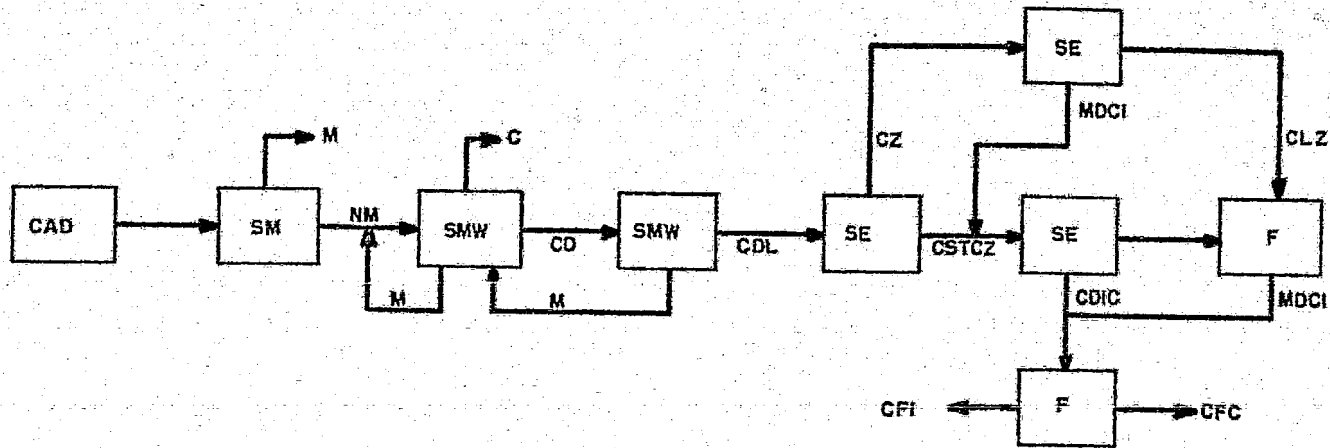 SE
MDCI
CZ
CLZ
M
C
CAD
SM
NM
SMW
CD
SMW
CDL
SE
CSTCZ
SE
F
M
M
CDIC
MDCI
CFI
F
CFC